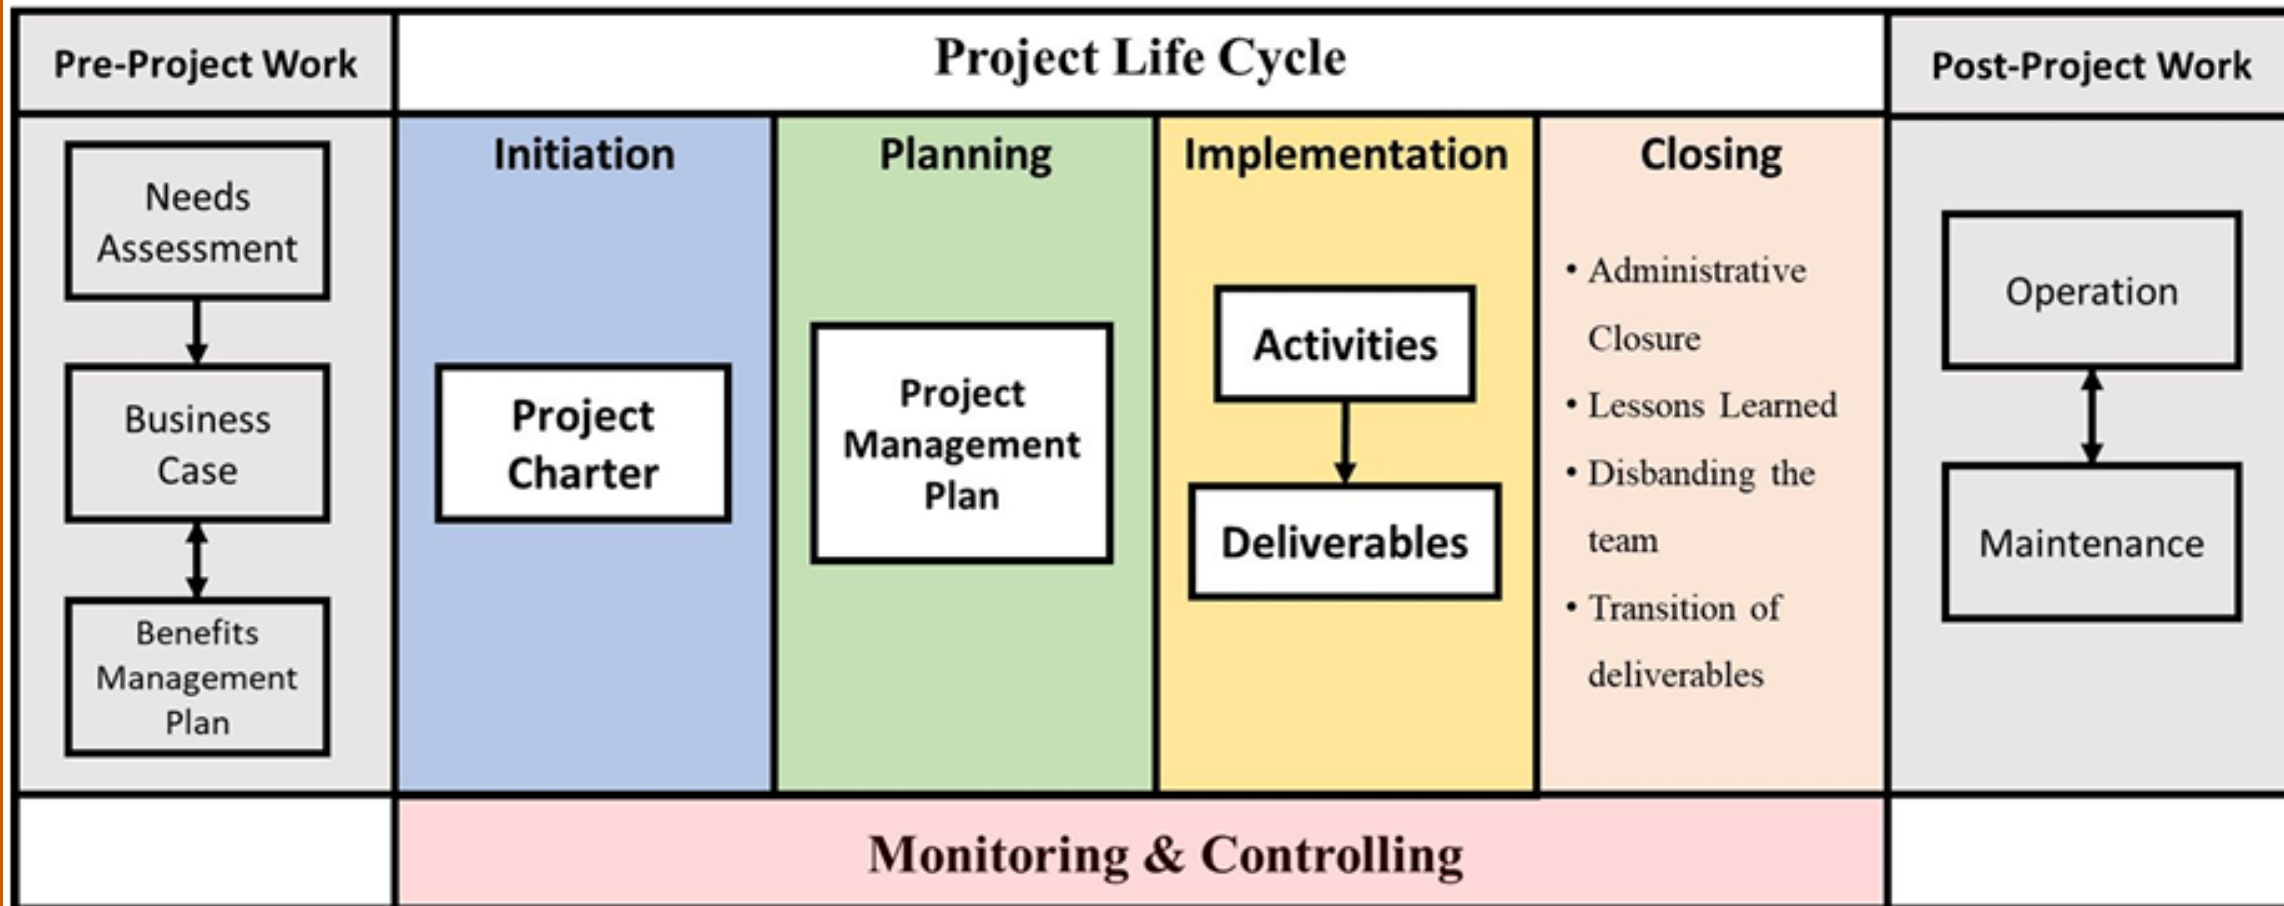 Pre-Project Work
Project Life Cycle
Post-Project Work
Needs
Assessment
Business
Case
Benefits
Management
Plan
Initiation
Project
Charter
Planning
Project
Management
Plan
Implementation
Activities
Deliverables
Closing
• Administrative
Closure
• Lessons Learned
• Disbanding the
team
• Transition of
deliverables
Operation
Maintenance
Monitoring & Controlling